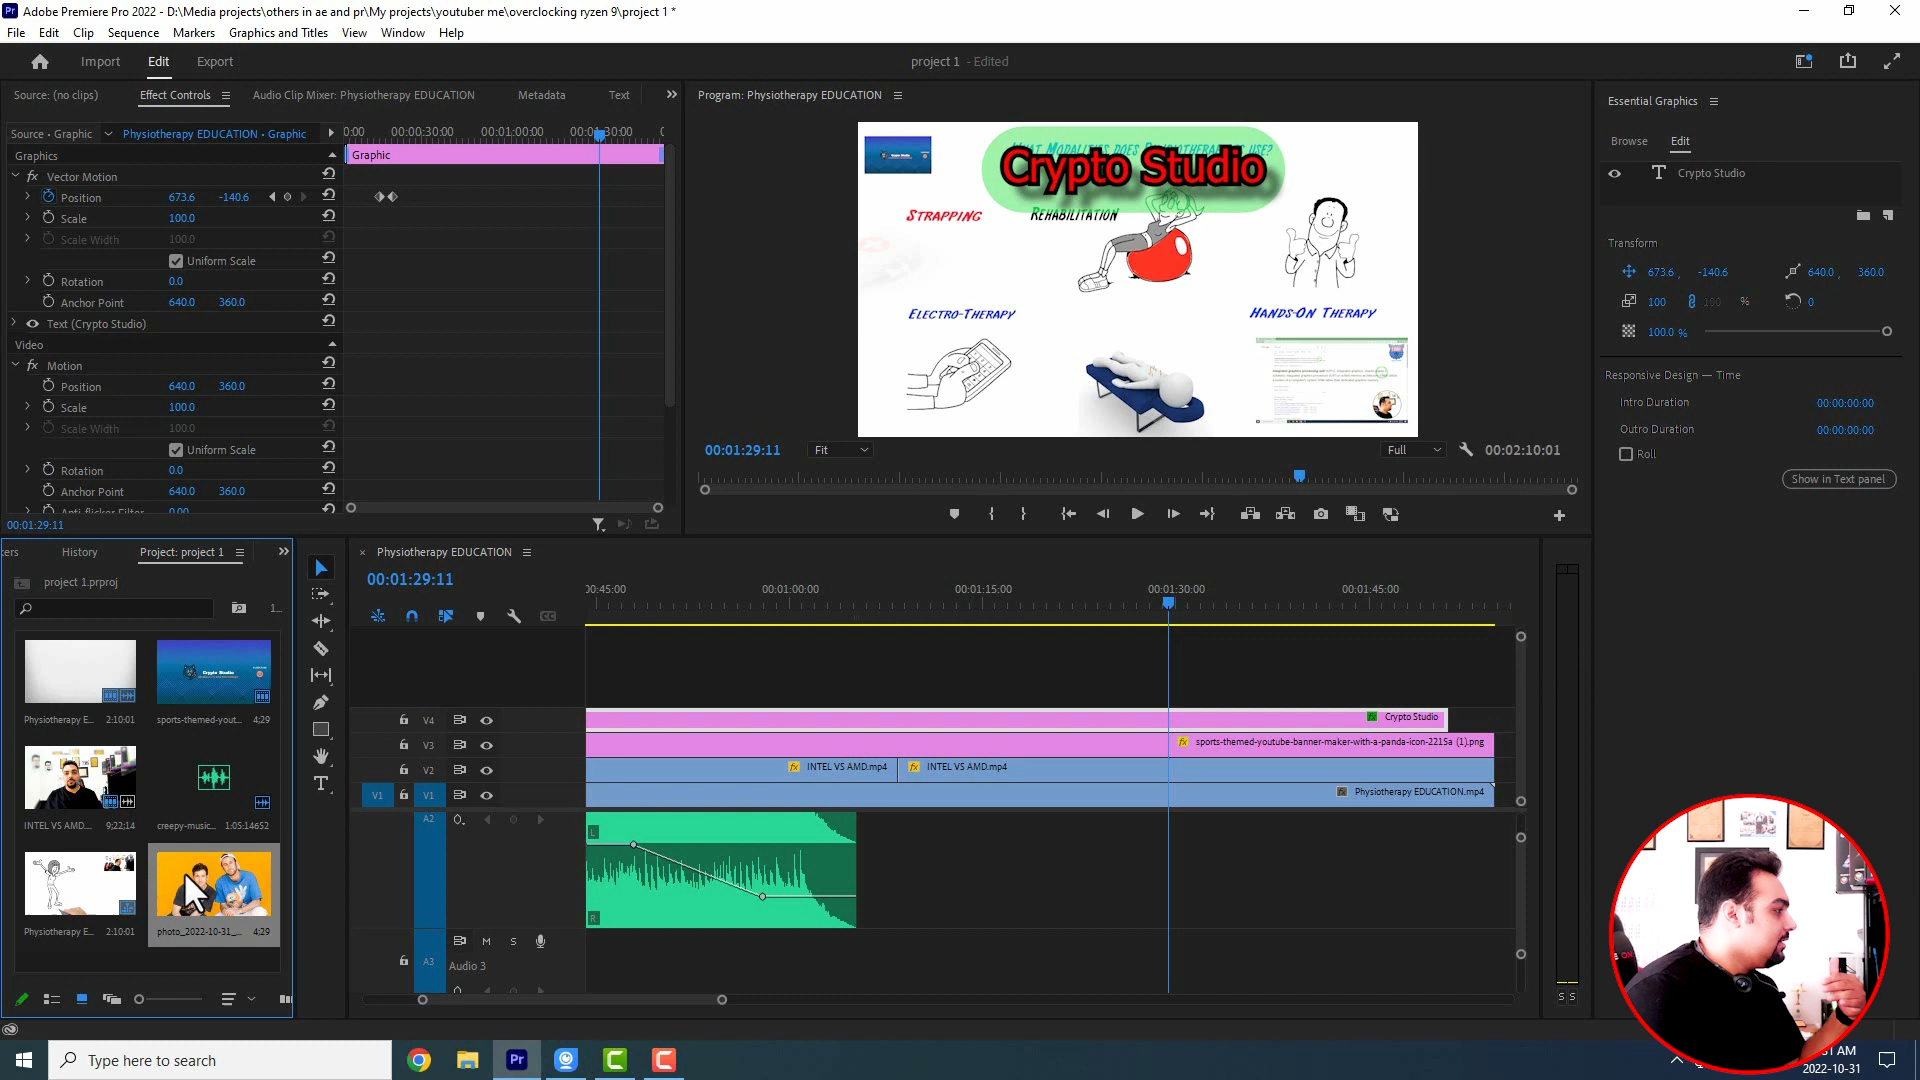 Adobe Premiere Pro 2022 - D:\Media projects\others in ae and pr\My projects\youtuber me\overclocking ryzen 9\project 1 *
File Edit Clip Sequence Markers Graphics and Titles View Window Help
Import Edit Export
project 1 - Edited
Source: (no clips) Effect Controls Audio Clip Mixer: Physiotherapy EDUCATION Metadata Text
Source · Graphic Physiotherapy EDUCATION · Graphic
0:00 00:00:30:00 00:01:00:00 00:01:30:00
Graphics
Graphic
fx Vector Motion
Position 673.6 -140.6
Scale 100.0
Scale Width 100.0
Uniform Scale
Rotation 0.0
Anchor Point 640.0 360.0
Text (Crypto Studio)
Video
fx Motion
Position 640.0 360.0
Scale 100.0
Scale Width 100.0
Uniform Scale
Rotation 0.0
Anchor Point 640.0 360.0
Anti-flicker Filter 0.00
00:01:29:11
Program: Physiotherapy EDUCATION
Crypto Studio
STRAPPING REHABILITATION
ELECTRO-THERAPY HANDS-ON THERAPY
00:01:29:11 Fit Full 00:02:10:01
Essential Graphics
Browse Edit
Crypto Studio
Transform
673.6 , -140.6 640.0 , 360.0
100 100 % 0
100.0 %
Responsive Design — Time
Intro Duration 00:00:00:00
Outro Duration 00:00:00:00
Roll
Show in Text panel
ers History Project: project 1
project 1.prproj
1...
Physiotherapy E... 2:10:01
sports-themed-yout... 4;29
INTEL VS AMD.... 9;22;14
creepy-music... 1:05:14652
Physiotherapy E... 2:10:01
photo_2022-10-31_... 4;29
Physiotherapy EDUCATION
00:01:29:11
00:45:00 00:01:00:00 00:01:15:00 00:01:30:00 00:01:45:00
V4 fx Crypto Studio
V3 fx sports-themed-youtube-banner-maker-with-a-panda-icon-2215a (1).png
V2 fx INTEL VS AMD.mp4 fx INTEL VS AMD.mp4
V1 V1 fx Physiotherapy EDUCATION.mp4
A2
L
R
M S
A3 Audio 3
S S
Type here to search
AM
2022-10-31